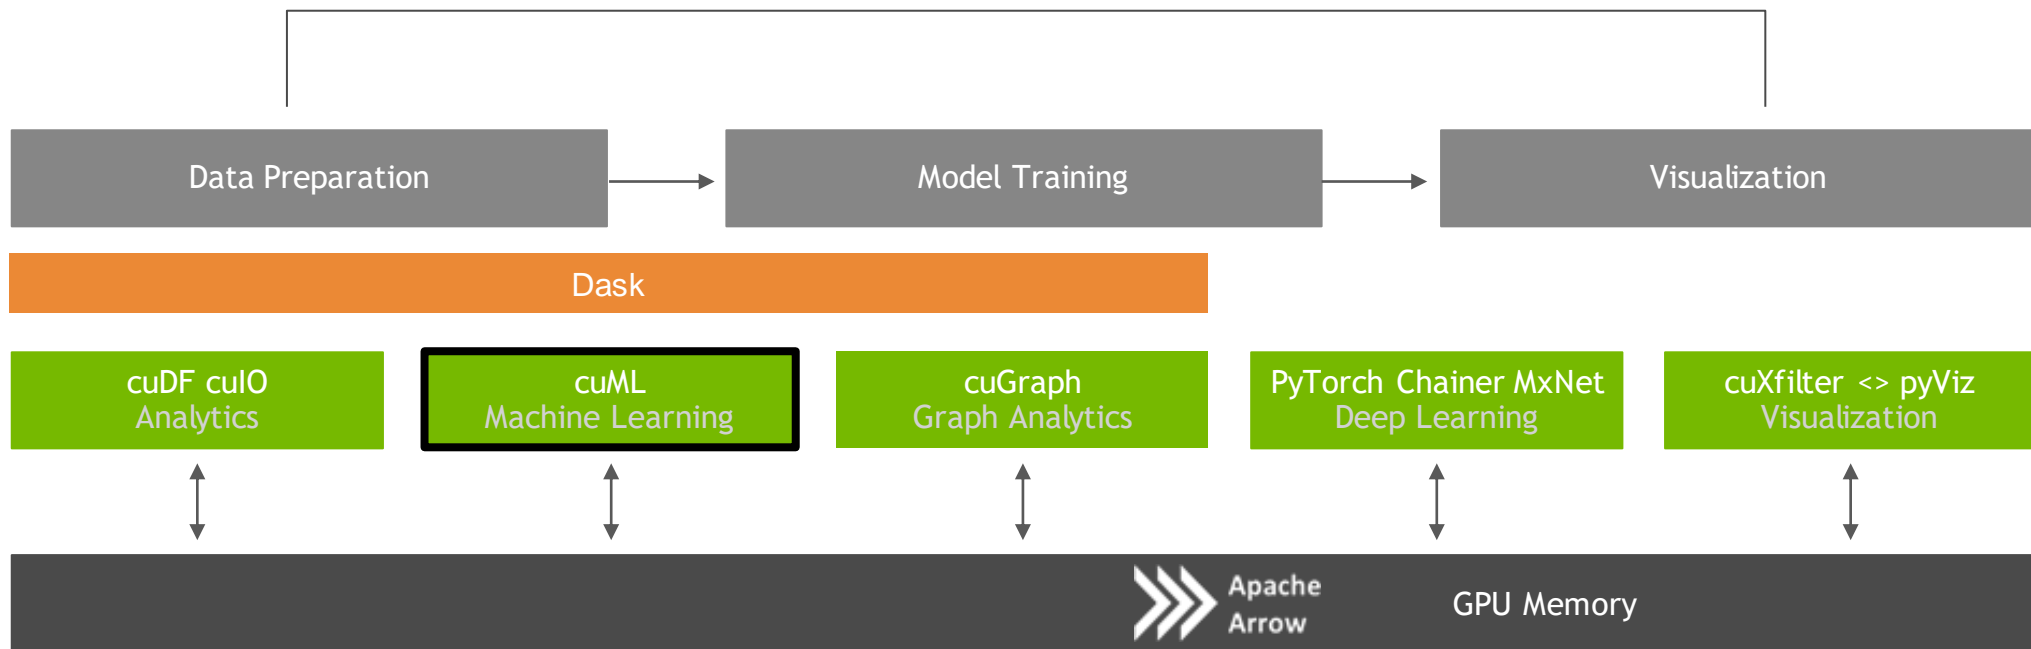 Data Preparation
Model Training
Visualization
Dask
cuDF cuIO
Analytics
cuML
Machine Learning
cuGraph
Graph Analytics
PyTorch Chainer MxNet
Deep Learning
cuXfilter <> pyViz
Visualization
Apache
Arrow
GPU Memory